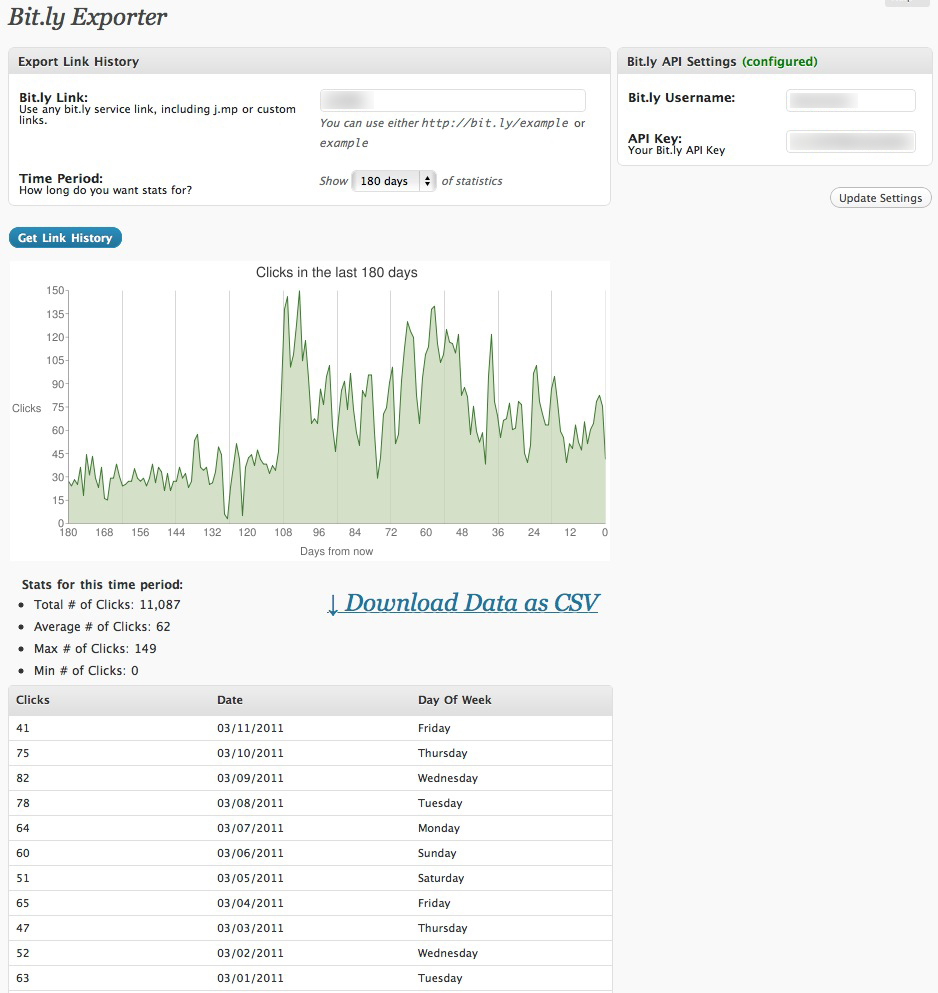 Bit.ly Exporter
Export Link History
Bit.ly Link:
Use any bit.ly service link, including j.mp or custom
links.
You can use either http://bit.ly/example or
example
Time Period:
How long do you want stats for?
Show 180 days of statistics
Bit.ly API Settings (configured)
Bit.ly Username:
API Key:
Your Bit.ly API Key
Update Settings
Get Link History
Clicks in the last 180 days
150
135
120
105
90
Clicks 75
60
45
30
15
0
180 168 156 144 132 120 108 96 84 72 60 48 36 24 12 0
Days from now
Stats for this time period:
• Total # of Clicks: 11,087
• Average # of Clicks: 62
• Max # of Clicks: 149
• Min # of Clicks: 0
↓ Download Data as CSV
Clicks Date Day Of Week
41 03/11/2011 Friday
75 03/10/2011 Thursday
82 03/09/2011 Wednesday
78 03/08/2011 Tuesday
64 03/07/2011 Monday
60 03/06/2011 Sunday
51 03/05/2011 Saturday
65 03/04/2011 Friday
47 03/03/2011 Thursday
52 03/02/2011 Wednesday
63 03/01/2011 Tuesday